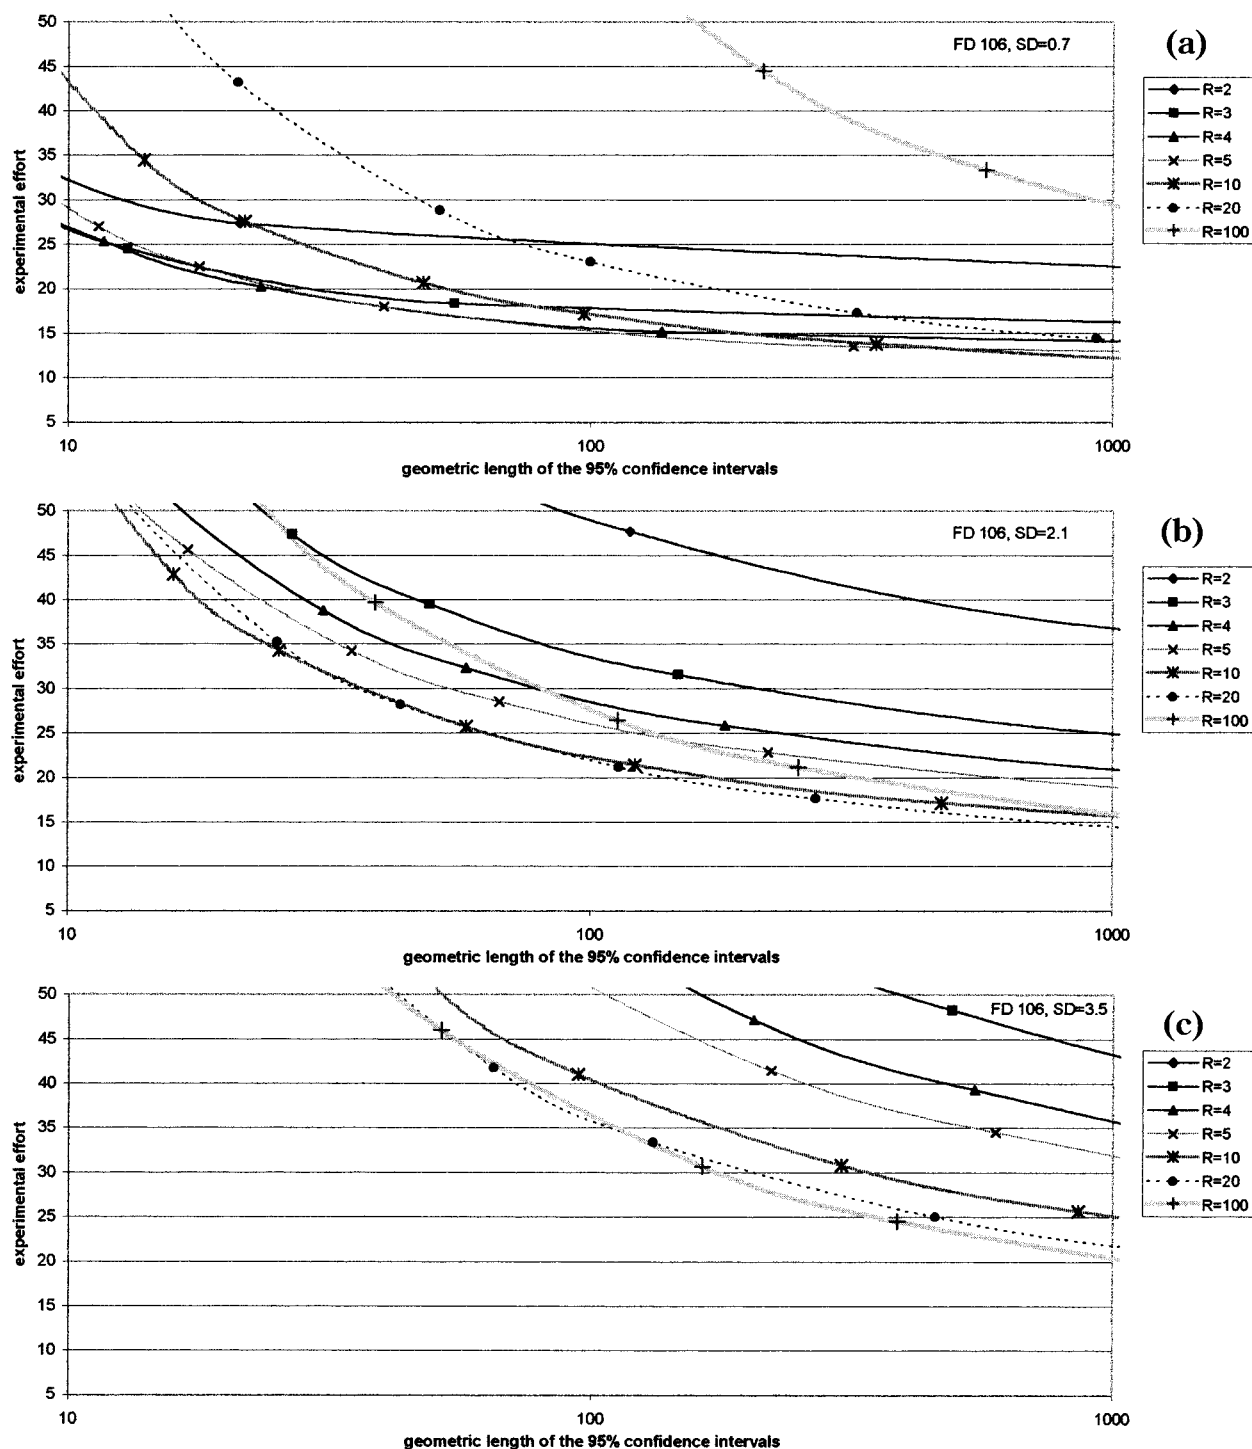 50
45
40
35
30
25
20
15
10
5
experimental effort
FD 106, SD=0.7
10
100
1000
geometric length of the 95% confidence intervals
(a)
R=2
R=3
R=4
R=5
R=10
R=20
R=100
50
45
40
35
30
25
20
15
10
5
experimental effort
FD 106, SD=2.1
10
100
1000
geometric length of the 95% confidence intervals
(b)
R=2
R=3
R=4
R=5
R=10
R=20
R=100
50
45
40
35
30
25
20
15
10
5
experimental effort
FD 106, SD=3.5
10
100
1000
geometric length of the 95% confidence intervals
(c)
R=2
R=3
R=4
R=5
R=10
R=20
R=100